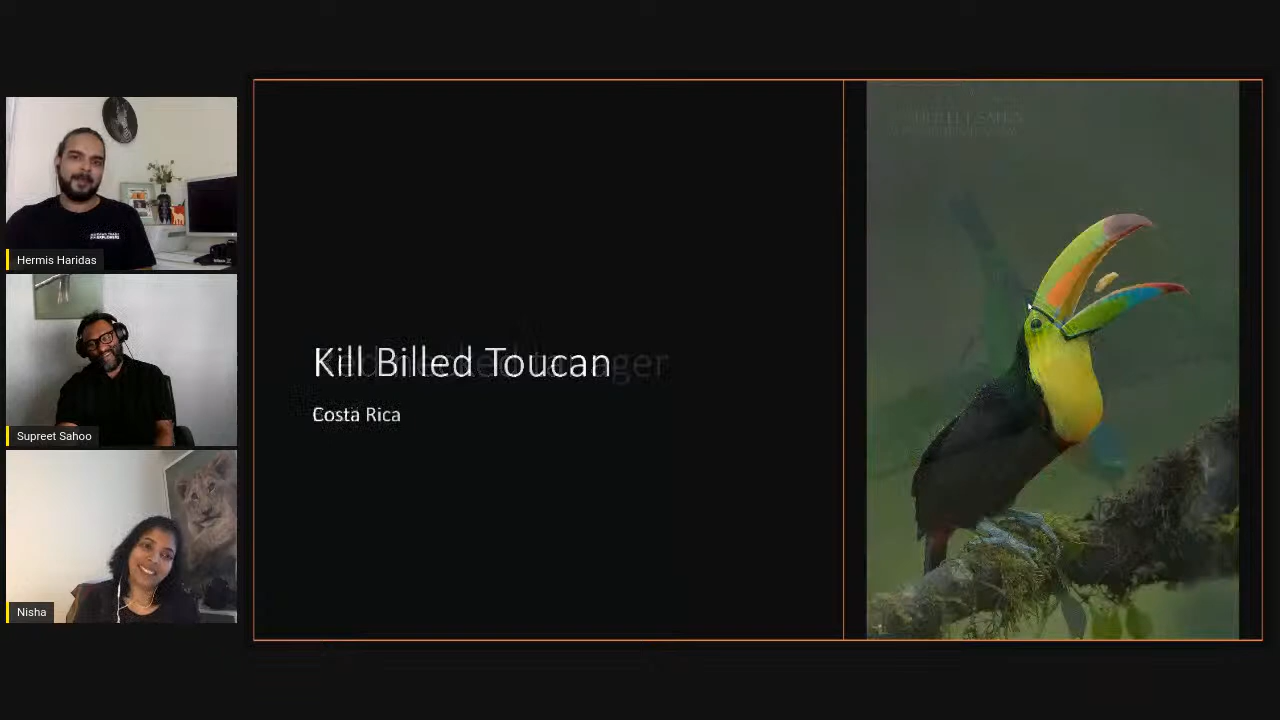 Hermis Haridas
Supreet Sahoo
Nisha
Kill Billed Toucan
Costa Rica